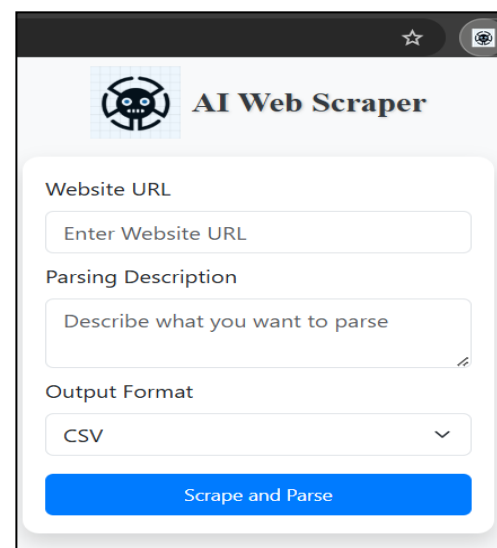 AI Web Scraper
Website URL
Enter Website URL
Parsing Description
Describe what you want to parse
Output Format
CSV
Scrape and Parse